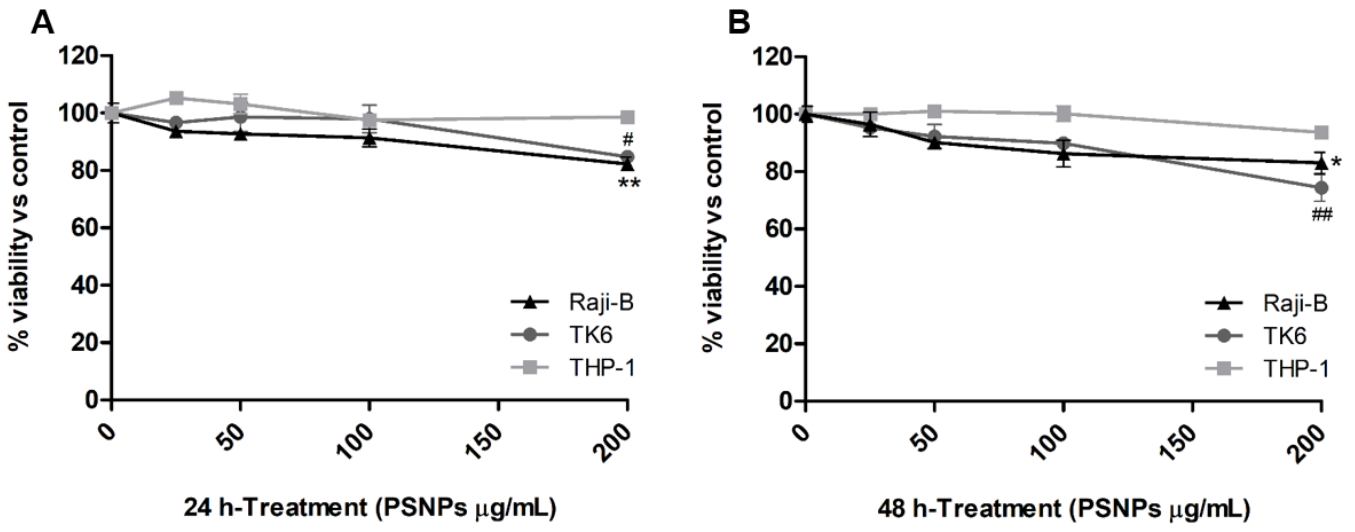 A
% viability vs control
120
100
80
60
40
20
0
#
**
Raji-B
TK6
THP-1
0
50
100
150
200
24 h-Treatment (PSNPs μg/mL)
B
% viability vs control
120
100
80
60
40
20
0
*
##
Raji-B
TK6
THP-1
0
50
100
150
200
48 h-Treatment (PSNPs μg/mL)